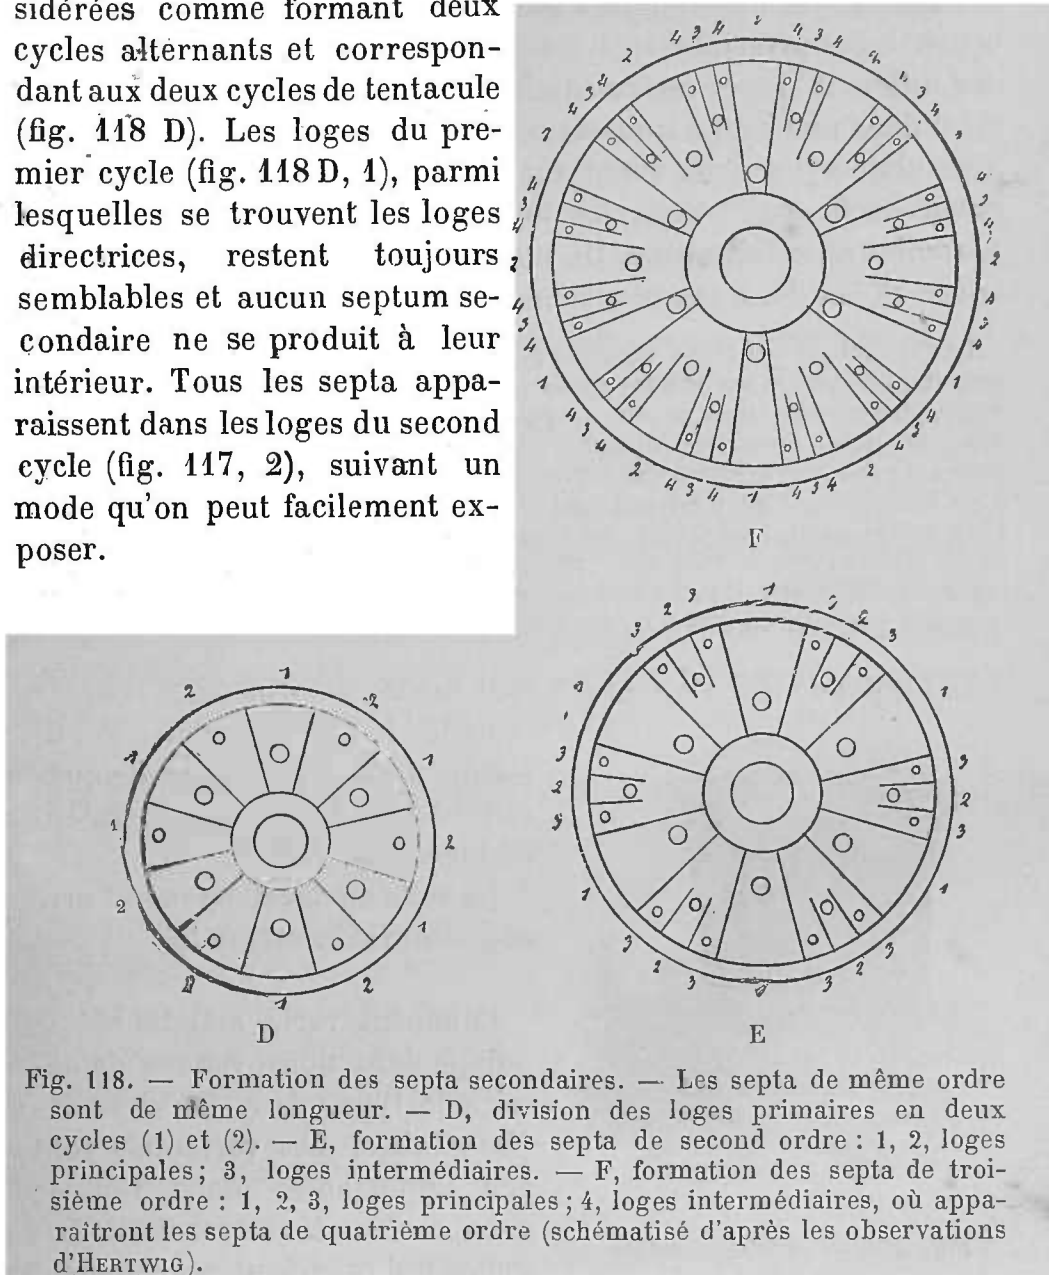 sidérées comme formant deux
cycles alternants et correspon-
dant aux deux cycles de tentacule
(fig. 118 D). Les loges du pre-
mier cycle (fig. 118 D, 1), parmi
lesquelles se trouvent les loges
directrices, restent toujours
semblables et aucun septum se-
condaire ne se produit à leur
intérieur. Tous les septa appa-
raissent dans les loges du second
cycle (fig. 117, 2), suivant un
mode qu'on peut facilement ex-
poser.
F
D
E
Fig. 118. — Formation des septa secondaires. — Les septa de même ordre
sont de même longueur. — D, division des loges primaires en deux
cycles (1) et (2). — E, formation des septa de second ordre : 1, 2, loges
principales; 3, loges intermédiaires. — F, formation des septa de troi-
sième ordre : 1, 2, 3, loges principales; 4, loges intermédiaires, où appa-
raîtront les septa de quatrième ordre (schématisé d'après les observations
d'HERTWIG).